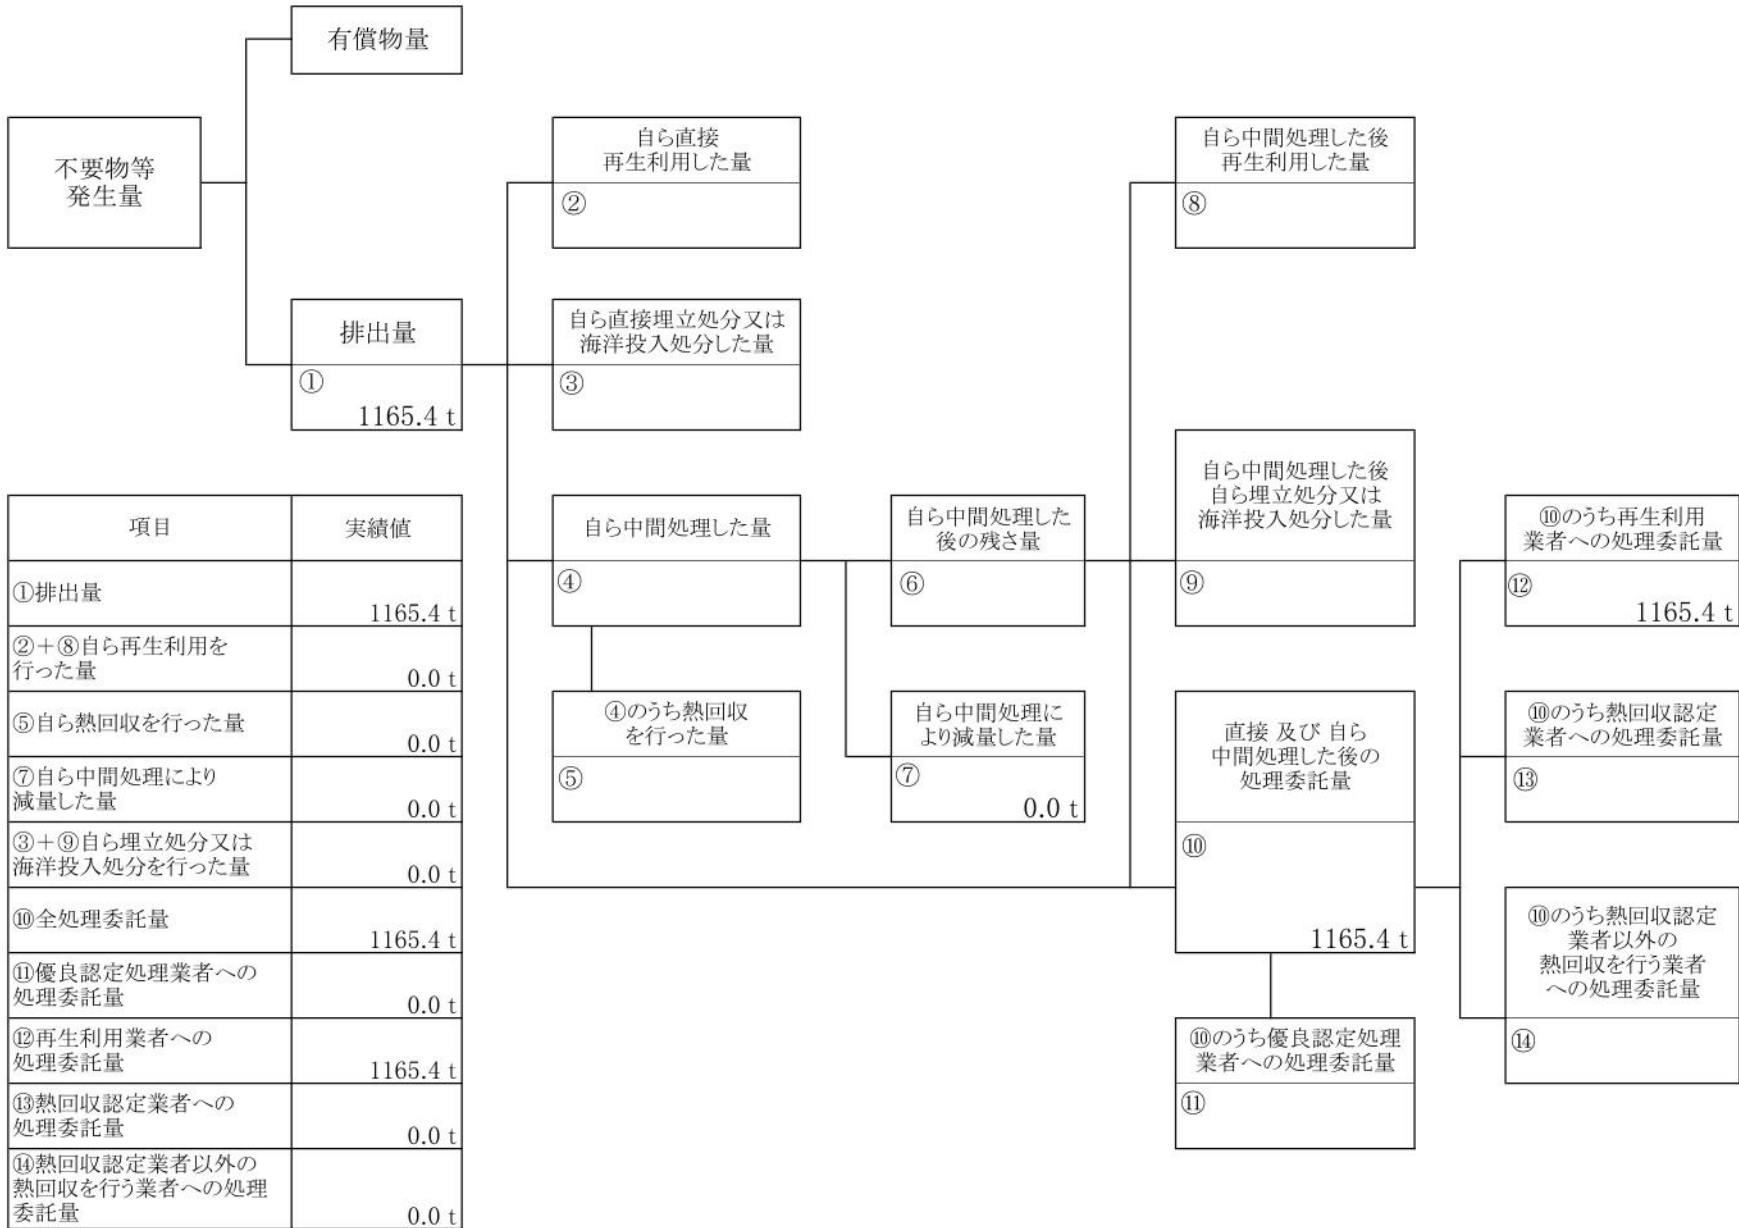 有償物量
不要物等
発生量
自ら直接
再生利用した量
②
自ら中間処理した後
再生利用した量
⑧
排出量
①
1165.4 t
自ら直接埋立処分又は
海洋投入処分した量
③
自ら中間処理した量
④
自ら中間処理した
後の残さ量
⑥
自ら中間処理した後
自ら埋立処分又は
海洋投入処分した量
⑨
⑩のうち再生利用
業者への処理委託量
⑫
1165.4 t
④のうち熱回収
を行った量
⑤
自ら中間処理に
より減量した量
⑦
0.0 t
直接 及び 自ら
中間処理した後の
処理委託量
⑩
1165.4 t
⑩のうち熱回収認定
業者への処理委託量
⑬
⑩のうち熱回収認定
業者以外の
熱回収を行う業者
への処理委託量
⑭
⑩のうち優良認定処理
業者への処理委託量
⑪
項目 実績値
①排出量
1165.4 t
②+⑧自ら再生利用を
行った量
0.0 t
⑤自ら熱回収を行った量
0.0 t
⑦自ら中間処理により
減量した量
0.0 t
③+⑨自ら埋立処分又は
海洋投入処分を行った量
0.0 t
⑩全処理委託量
1165.4 t
⑪優良認定処理業者への
処理委託量
0.0 t
⑫再生利用業者への
処理委託量
1165.4 t
⑬熱回収認定業者への
処理委託量
0.0 t
⑭熱回収認定業者以外の
熱回収を行う業者への処理
委託量
0.0 t